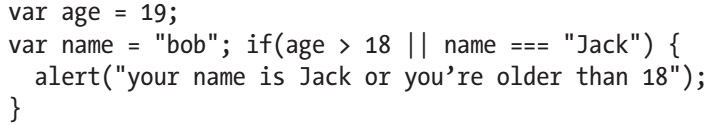 var age = 19;
var name = "bob"; if(age > 18 || name === "Jack") {
  alert("your name is Jack or you’re older than 18");
}